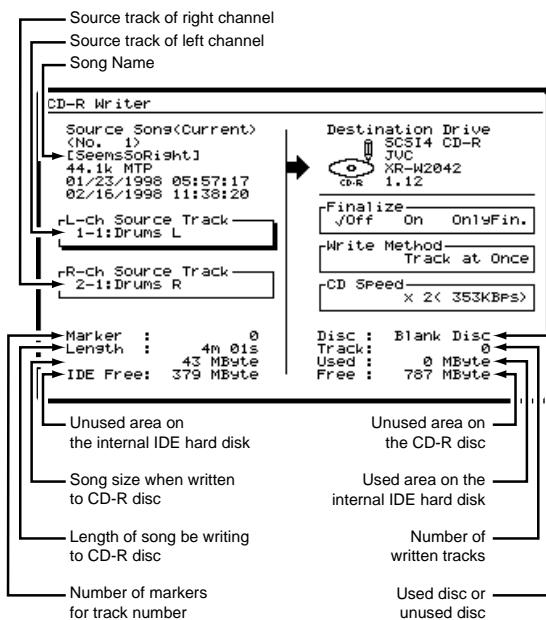 Source track of right channel
Source track of left channel
Song Name
CD-R Writer
Source Song(Current)
(No. 1)
[SeemsSoRight]
44.1k MTP
01/23/1998 05:57:17
02/16/1998 11:38:20
L-ch Source Track
1-1:Drums L
R-ch Source Track
2-1:Drums R
Marker : 0
Length : 4m 01s
43 MByte
IDE Free: 379 MByte
Destination Drive
SCSI4 CD-R
JVC
XR-W2042
1.12
CD-R
Finalize
√Off On OnlyFin.
Write Method
Track at Once
CD Speed
x 2( 353KBps)
Disc : Blank Disc
Track: 0
Used : 0 MByte
Free : 787 MByte
Unused area on
the internal IDE hard disk
Song size when written
to CD-R disc
Length of song be writing
to CD-R disc
Number of markers
for track number
Unused area on
the CD-R disc
Used area on the
internal IDE hard disk
Number of
written tracks
Used disc or
unused disc